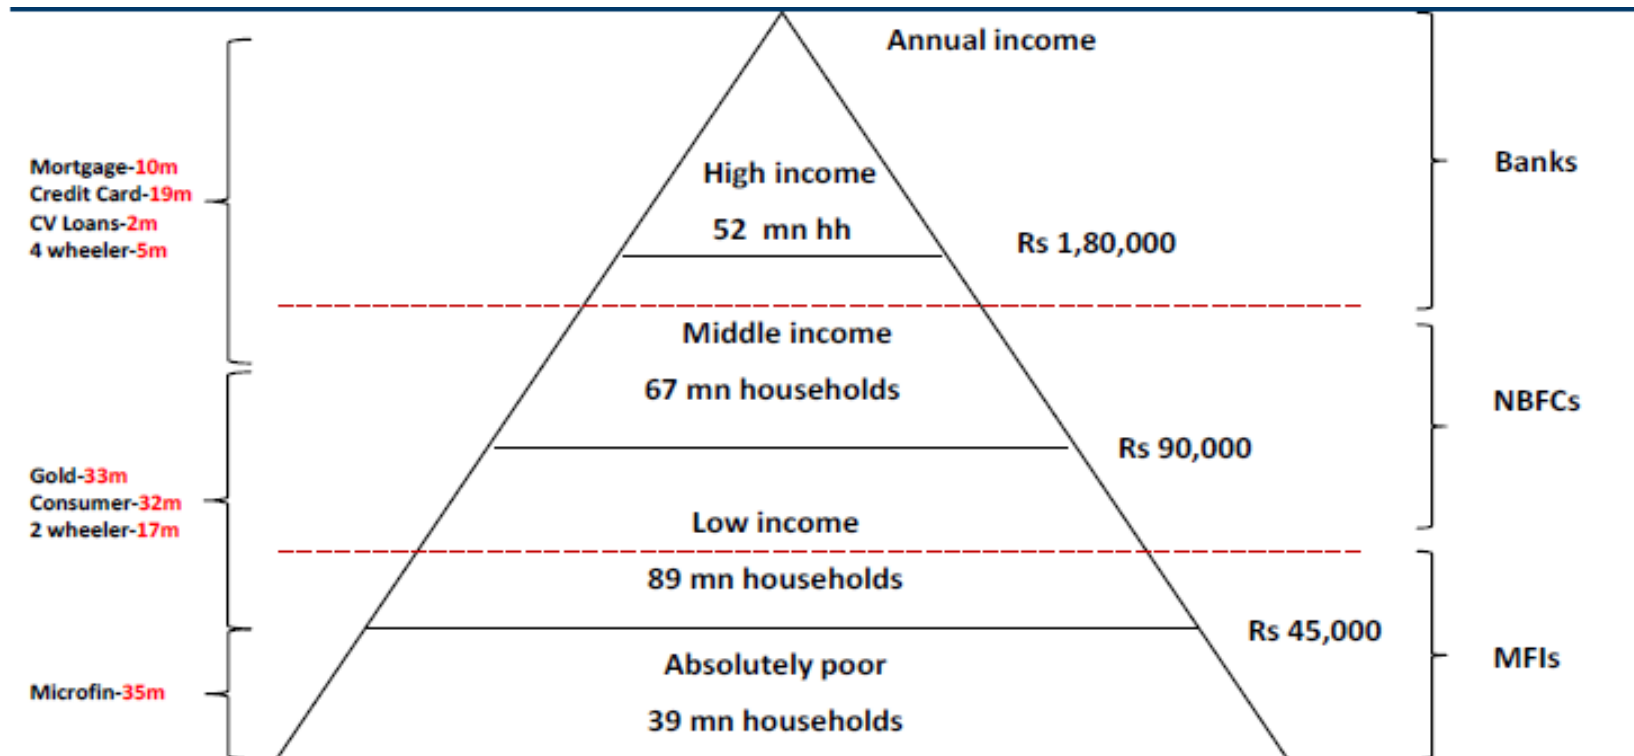 Annual income
Mortgage-10m
Credit Card-19m
CV Loans-2m
4 wheeler-5m
High income
52 mn hh
Rs 1,80,000
Banks
Middle income
67 mn households
Rs 90,000
NBFCs
Gold-33m
Consumer-32m
2 wheeler-17m
Low income
89 mn households
Rs 45,000
MFIs
Microfin-35m
Absolutely poor
39 mn households